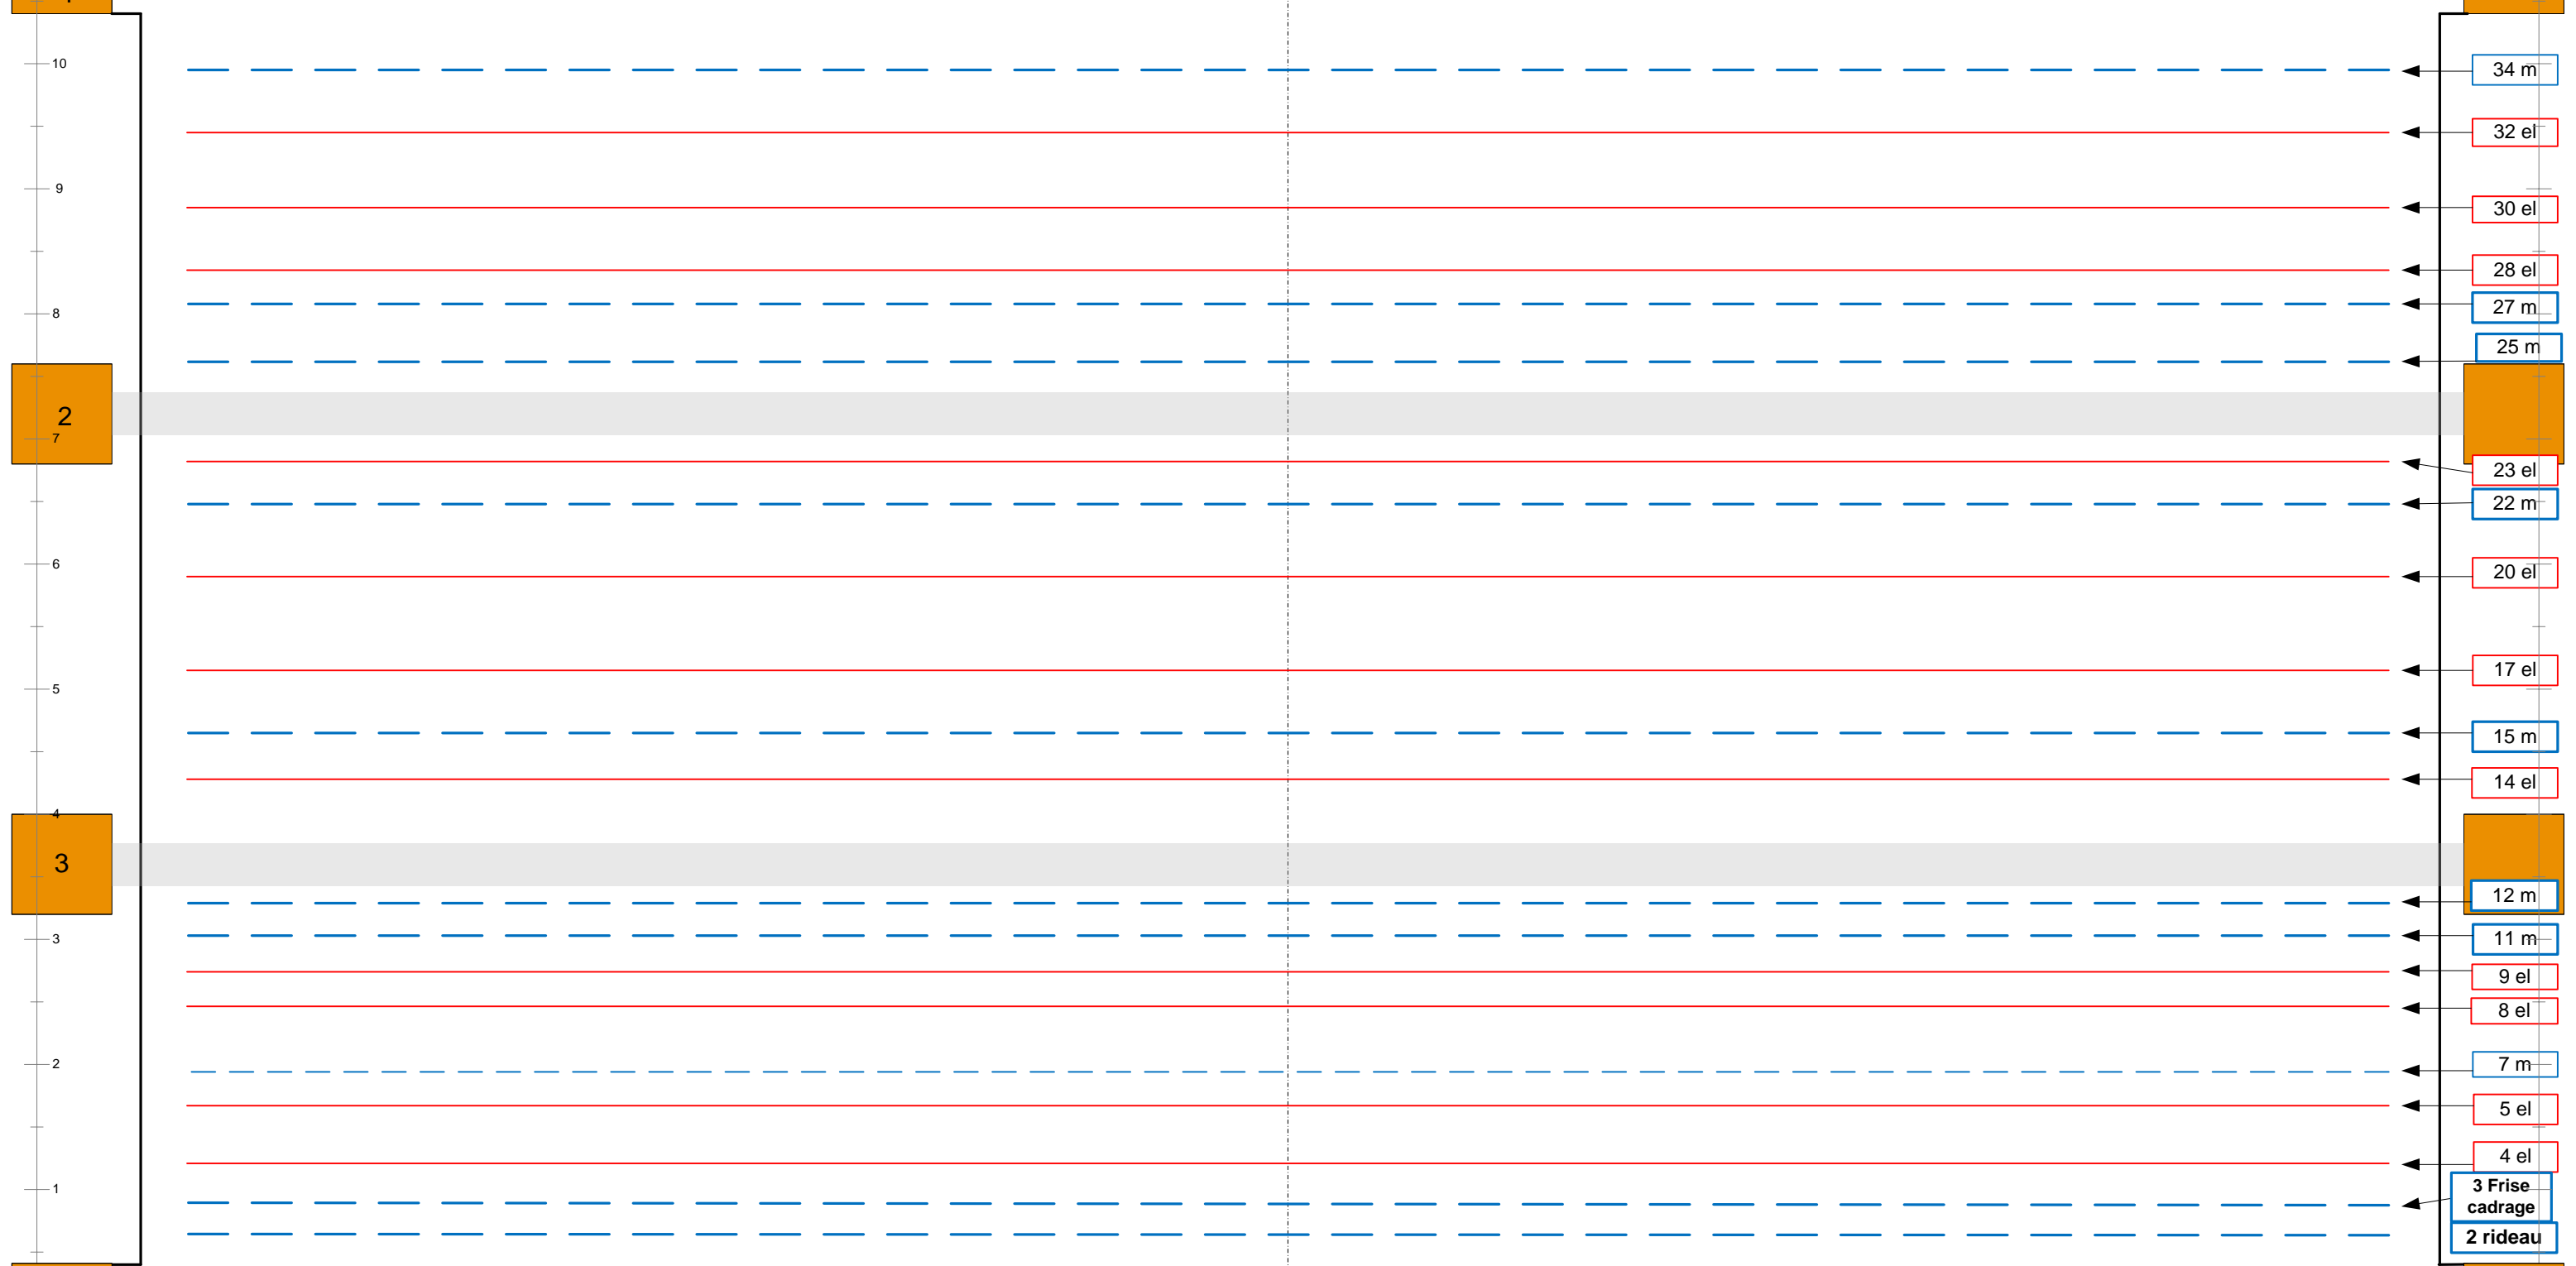 10
34 m
32 el
9
30 el
28 el
27 m
8
25 m
2
7
23 el
22 m
6
20 el
17 el
5
15 m
14 el
4
3
12 m
3
11 m
9 el
8 el
2
7 m
5 el
4 el
1
3 Frise
cadrage
2 rideau